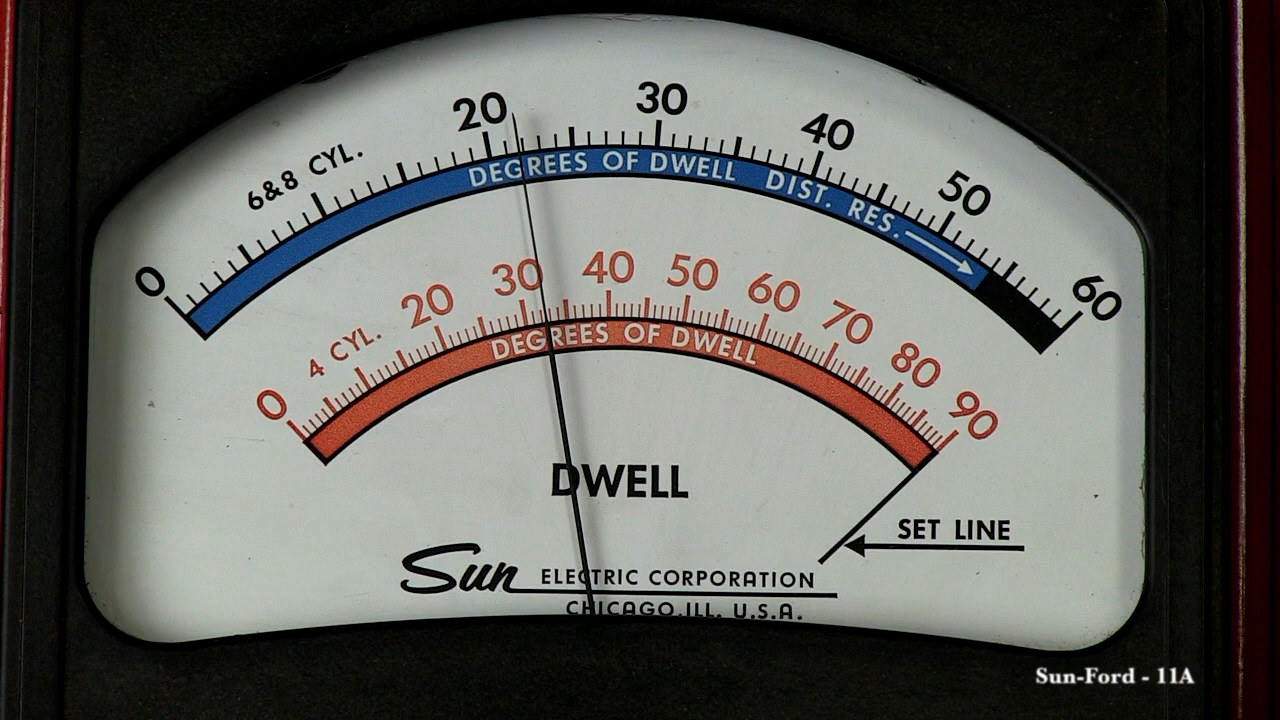 0 20 30 40 50 60
6&8 CYL.
DEGREES OF DWELL DIST. RES.
0 20 30 40 50 60 70 80 90
4 CYL.
DEGREES OF DWELL
DWELL
SET LINE
Sun ELECTRIC CORPORATION
CHICAGO, ILL. U.S.A.
Sun-Ford - 11A